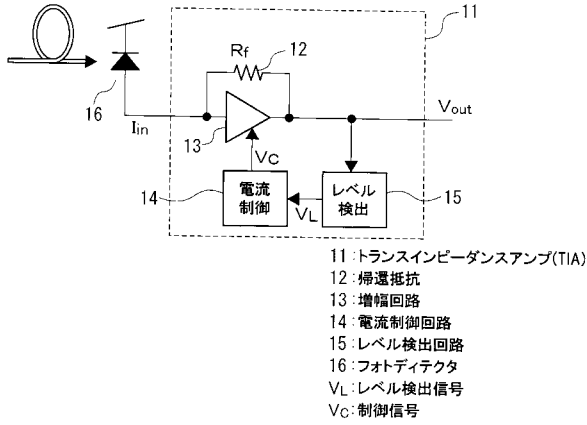 11
Rf
12
Vout
16
Iin
13
VC
14
電流
制御
VL
レベル
検出
15
11:トランスインピーダンスアンプ(TIA)
12:帰還抵抗
13:増幅回路
14:電流制御回路
15:レベル検出回路
16:フォトディテクタ
VL:レベル検出信号
VC:制御信号